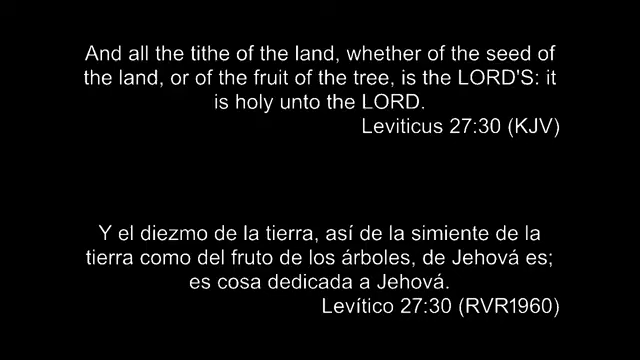 And all the tithe of the land, whether of the seed of
the land, or of the fruit of the tree, is the LORD'S: it
is holy unto the LORD.
Leviticus 27:30 (KJV)
Y el diezmo de la tierra, así de la simiente de la
tierra como del fruto de los árboles, de Jehová es;
es cosa dedicada a Jehová.
Levítico 27:30 (RVR1960)